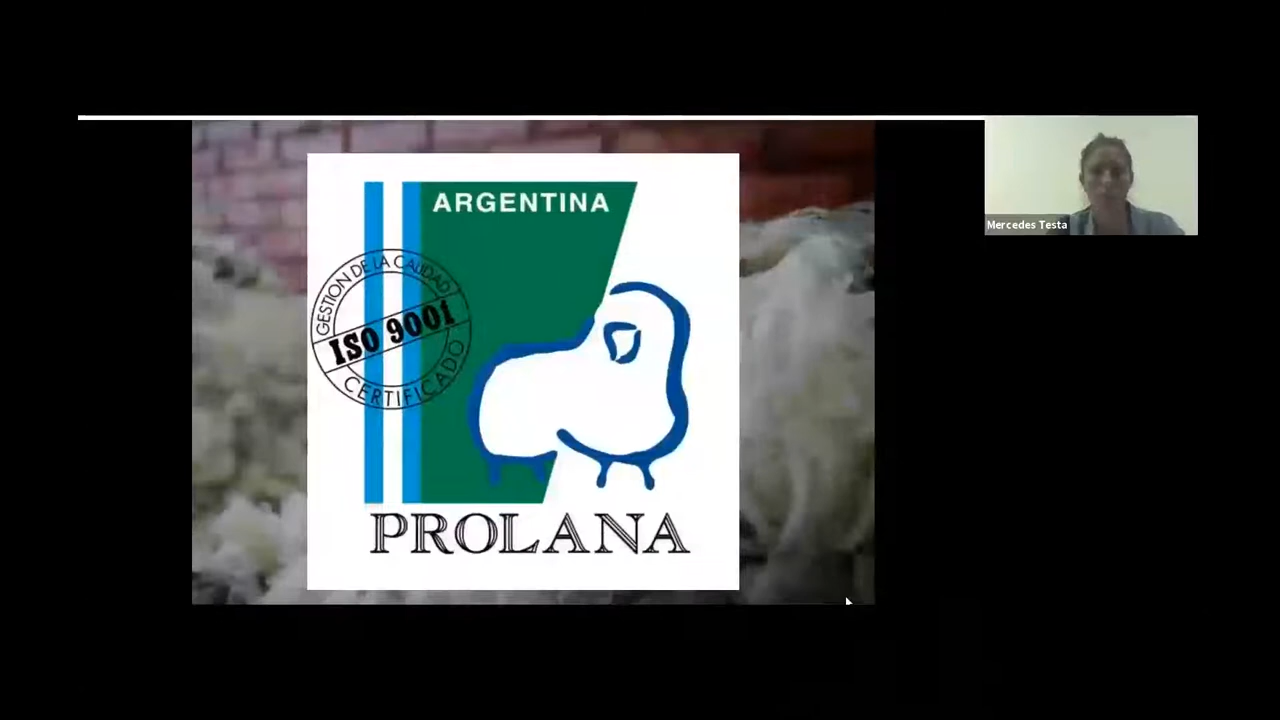 ARGENTINA
GESTION DE LA CALIDAD
ISO 9001
CERTIFICADO
PROLANA
Mercedes Testa